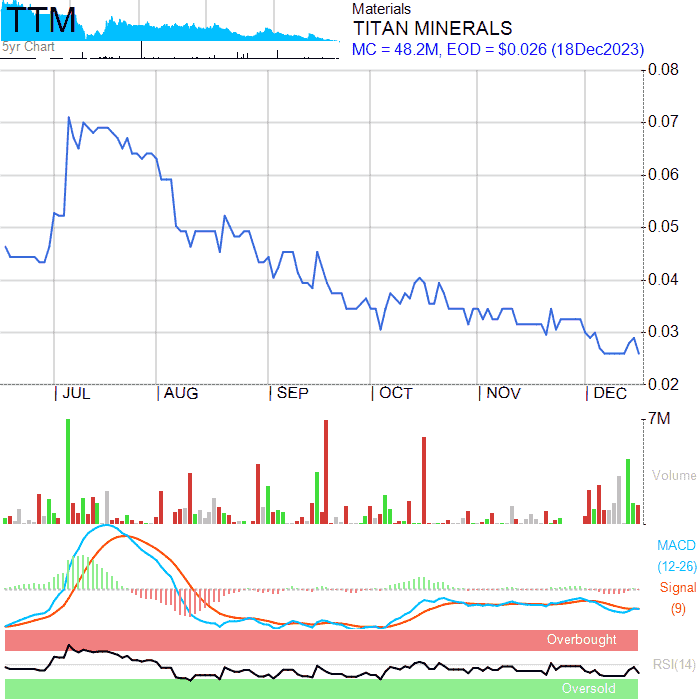 TTM
5yr Chart
Materials
TITAN MINERALS
MC = 48.2M, EOD = $0.026 (18Dec2023)
0.08
0.07
0.06
0.05
0.04
0.03
0.02
JUL AUG SEP OCT NOV DEC
7M
Volume
MACD
(12-26)
Signal
(9)
Overbought
RSI(14)
Oversold